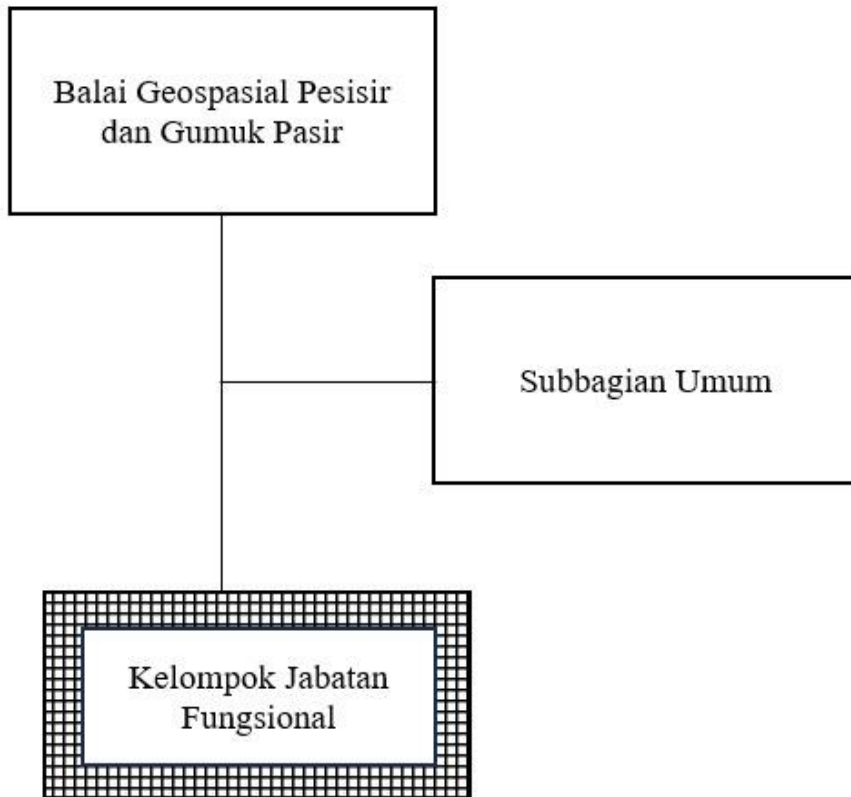 Balai Geospasial Pesisir
dan Gumuk Pasir
Subbagian Umum
Kelompok Jabatan
Fungsional